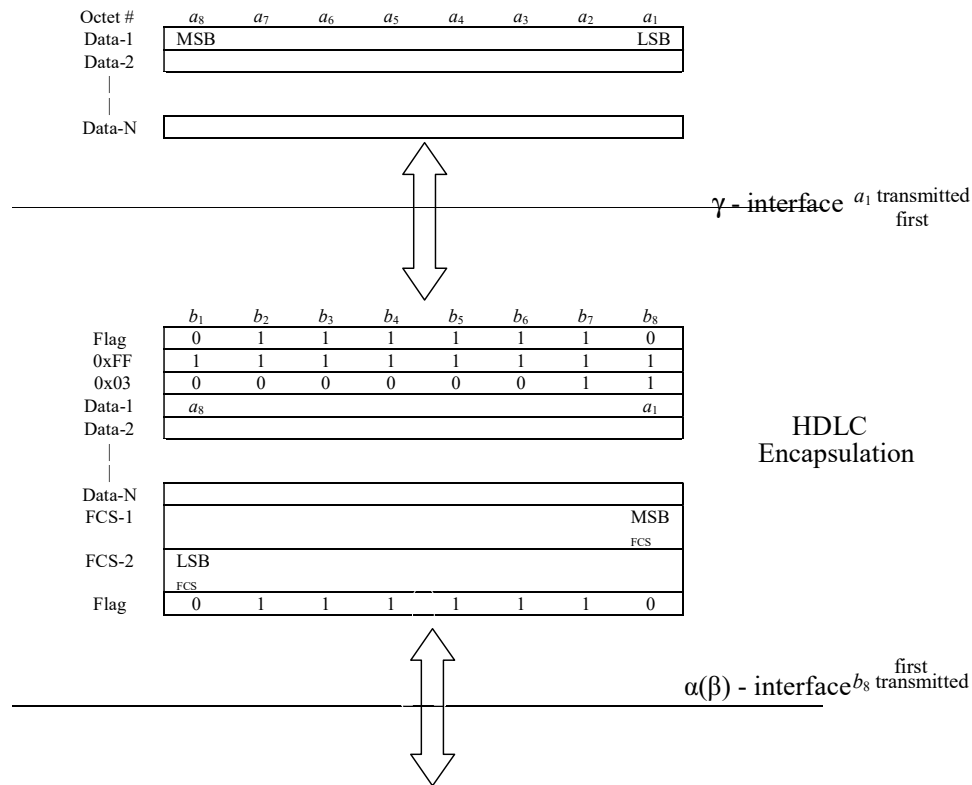 Octet # a8 a7 a6 a5 a4 a3 a2 a1
Data-1 MSB LSB
Data-2
|
|
Data-N
γ - interface a1 transmitted
first
b1 b2 b3 b4 b5 b6 b7 b8
Flag 0 1 1 1 1 1 1 0
0xFF 1 1 1 1 1 1 1 1
0x03 0 0 0 0 0 0 1 1
Data-1 a8 a1
Data-2
HDLC
Encapsulation
|
|
Data-N
FCS-1 MSB
FCS
FCS-2 LSB
FCS
Flag 0 1 1 1 1 1 1 0
first
α(β) - interface b8 transmitted